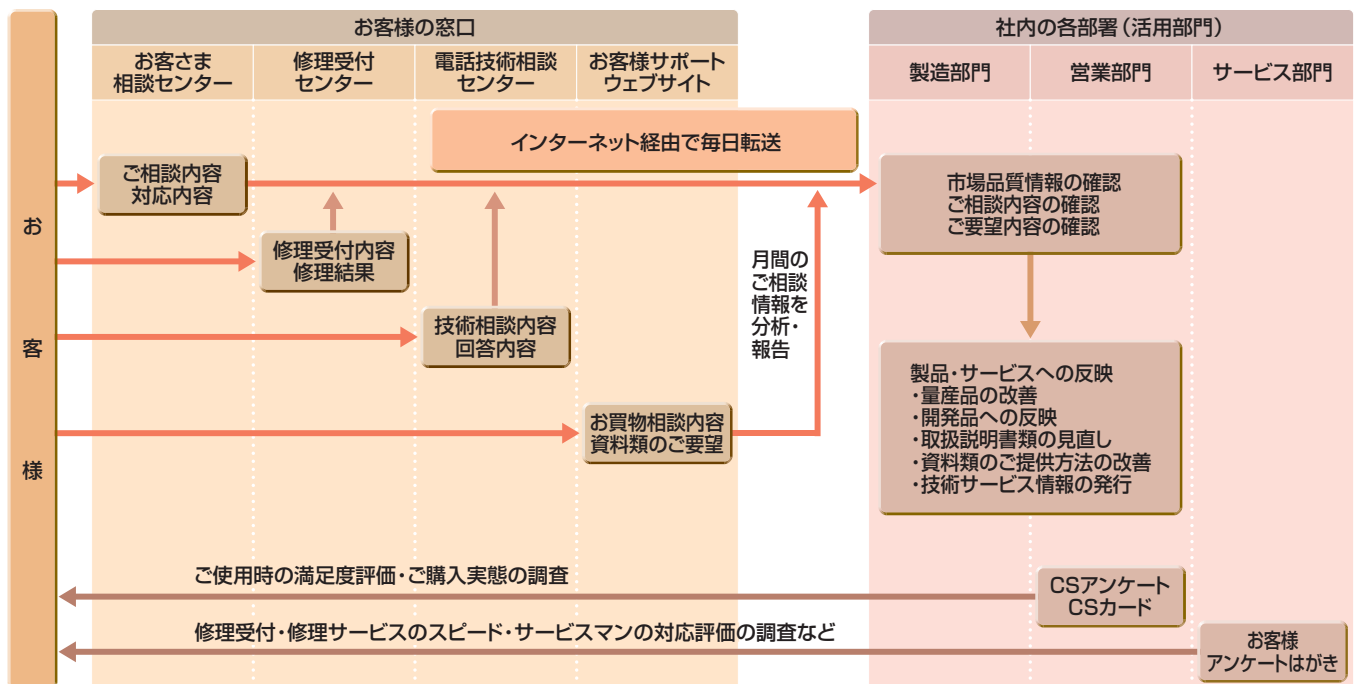 お客様
お客様の窓口
お客さま
相談センター
修理受付
センター
電話技術相談
センター
お客様サポート
ウェブサイト
社内の各部署(活用部門)
製造部門
営業部門
サービス部門
インターネット経由で毎日転送
ご相談内容
対応内容
修理受付内容
修理結果
技術相談内容
回答内容
お買物相談内容
資料類のご要望
月間の
ご相談
情報を
分析・
報告
市場品質情報の確認
ご相談内容の確認
ご要望内容の確認
製品・サービスへの反映
・量産品の改善
・開発品への反映
・取扱説明書類の見直し
・資料類のご提供方法の改善
・技術サービス情報の発行
ご使用時の満足度評価・ご購入実態の調査
CSアンケート
CSカード
修理受付・修理サービスのスピード・サービスマンの対応評価の調査など
お客様
アンケートはがき